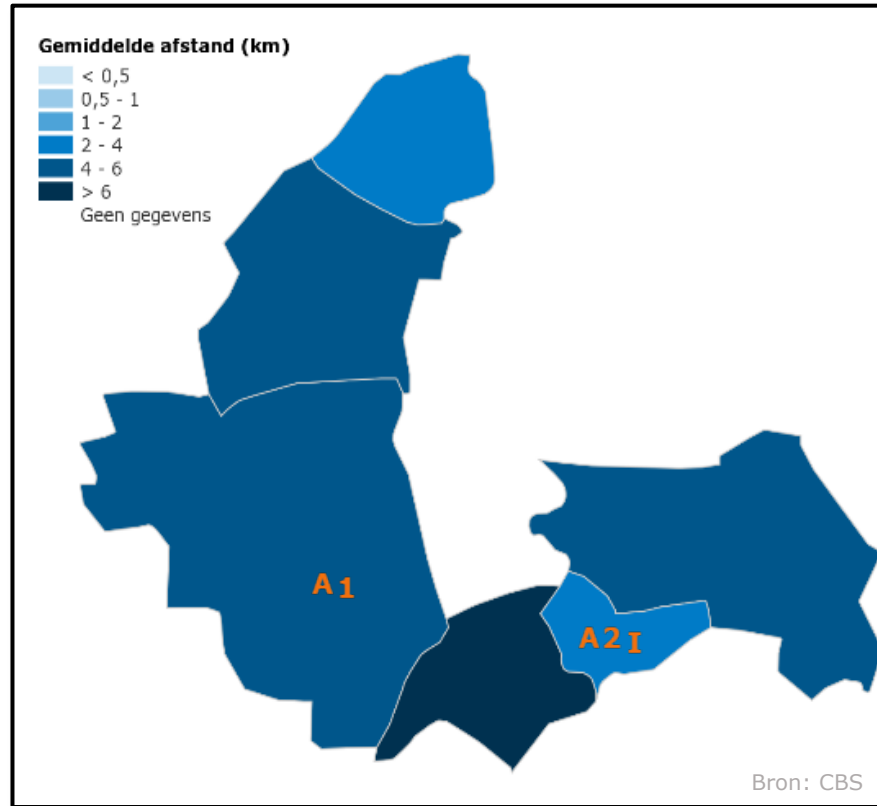 Gemiddelde afstand (km)
< 0,5
0,5 - 1
1 - 2
2 - 4
4 - 6
> 6
Geen gegevens
A 1
A 2 I
Bron: CBS